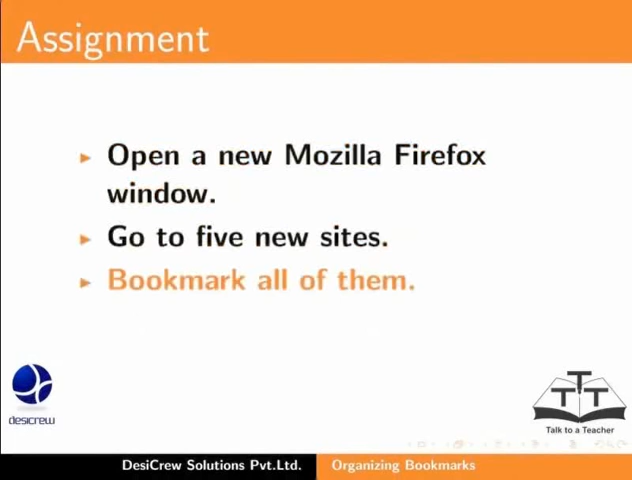 Assignment
Open a new Mozilla Firefox
window.
Go to five new sites.
Bookmark all of them.
desicrew
T T T
Talk to a Teacher
DesiCrew Solutions Pvt.Ltd. Organizing Bookmarks